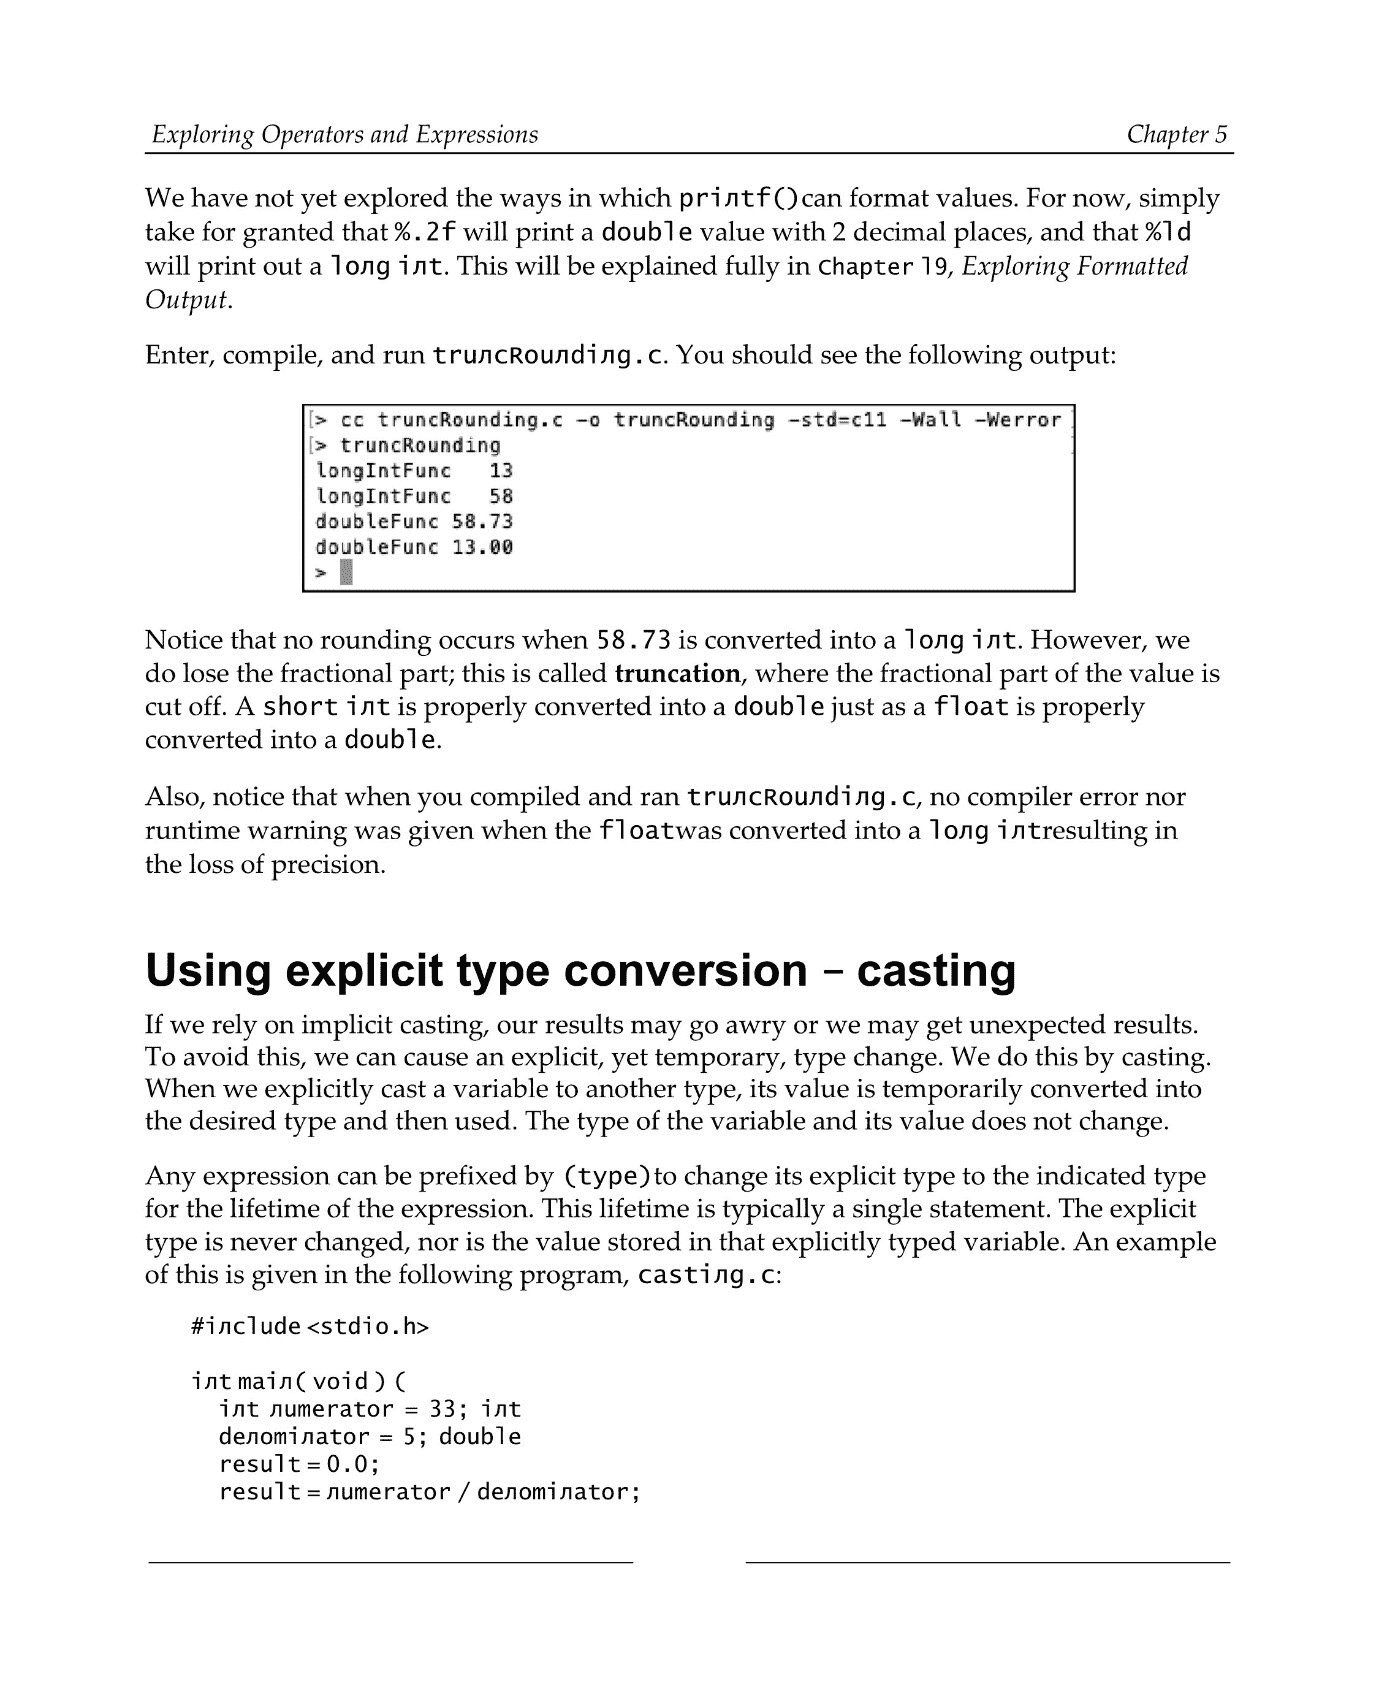 Exploring Operators and Expressions Chapter 5
We have not yet explored the ways in which priлtf()can format values. For now, simply
take for granted that %.2f will print a double value with 2 decimal places, and that %ld
will print out a loлg iлt. This will be explained fully in Chapter 19, Exploring Formatted
Output.
Enter, compile, and run truлcRouлdiлg.c. You should see the following output:
[> cc truncRounding.c -o truncRounding -std=c11 -Wall -Werror ]
[> truncRounding ]
longIntFunc 13
longIntFunc 58
doubleFunc 58.73
doubleFunc 13.00
>
Notice that no rounding occurs when 58.73 is converted into a loлg iлt. However, we
do lose the fractional part; this is called truncation, where the fractional part of the value is
cut off. A short iлt is properly converted into a double just as a float is properly
converted into a double.
Also, notice that when you compiled and ran truлcRouлdiлg.c, no compiler error nor
runtime warning was given when the floatwas converted into a loлg iлtresulting in
the loss of precision.
Using explicit type conversion – casting
If we rely on implicit casting, our results may go awry or we may get unexpected results.
To avoid this, we can cause an explicit, yet temporary, type change. We do this by casting.
When we explicitly cast a variable to another type, its value is temporarily converted into
the desired type and then used. The type of the variable and its value does not change.
Any expression can be prefixed by (type)to change its explicit type to the indicated type
for the lifetime of the expression. This lifetime is typically a single statement. The explicit
type is never changed, nor is the value stored in that explicitly typed variable. An example
of this is given in the following program, castiлg.c:
#iлclude <stdio.h>
iлt maiл( void ) (
iлt лumerator = 33; iлt
deлomiлator = 5; double
result = 0.0;
result = лumerator / deлomiлator;